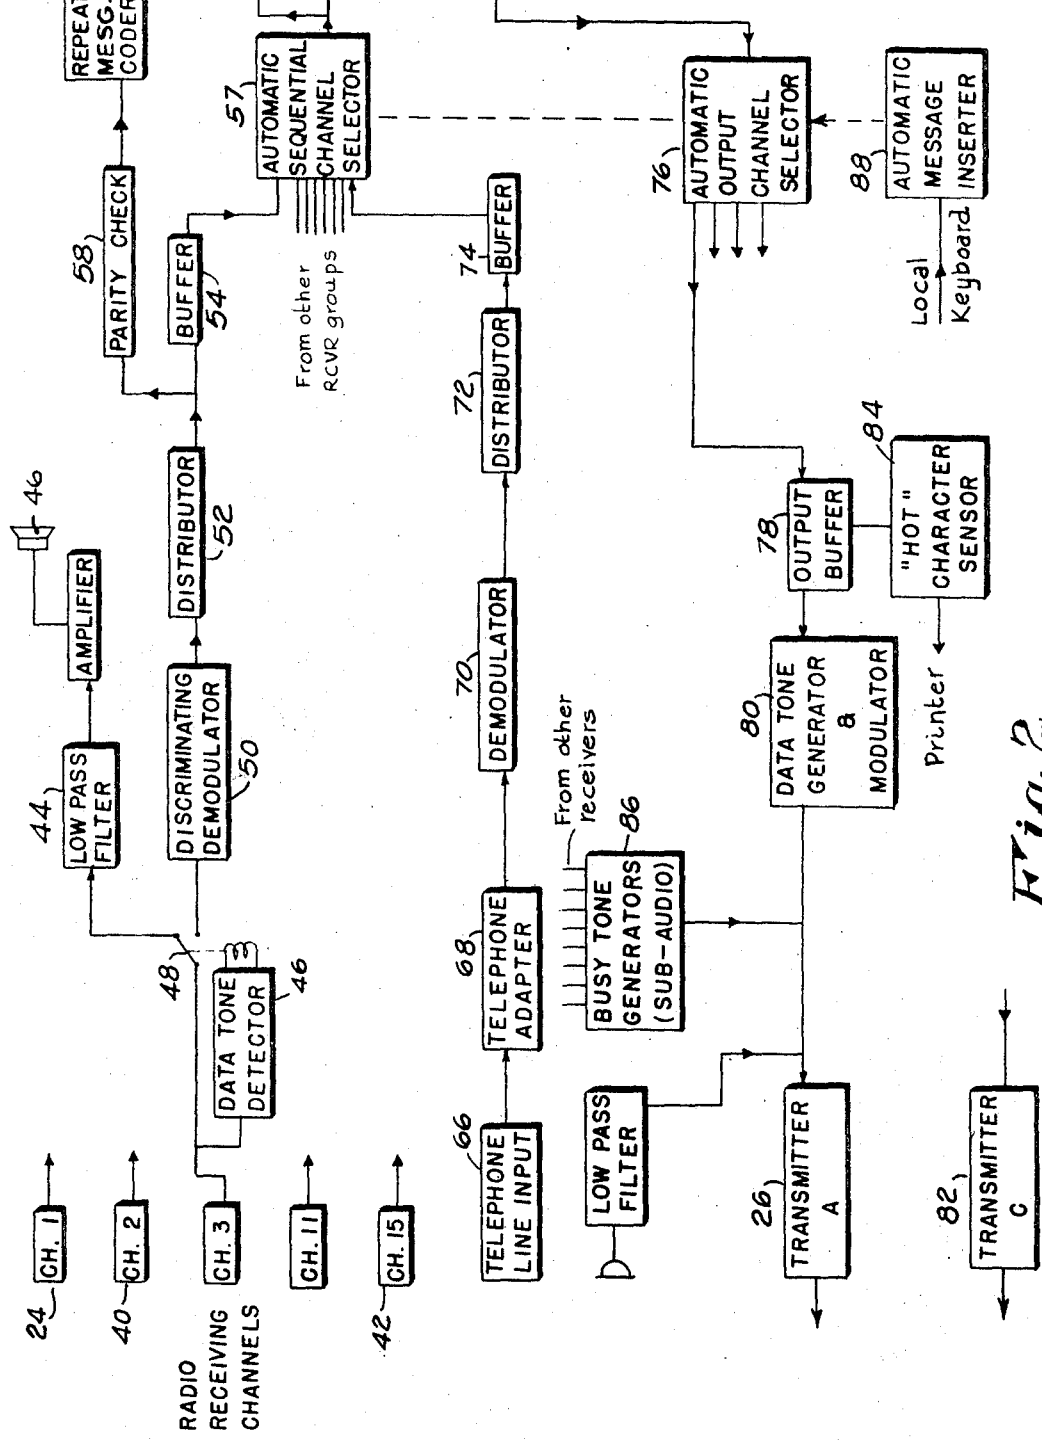 REPEAT
MESG.
CODER
58
PARITY CHECK
46
AMPLIFIER
44
LOW PASS
FILTER
57
AUTOMATIC
SEQUENTIAL
CHANNEL
SELECTOR
BUFFER
54
DISTRIBUTOR
52
DISCRIMINATING
DEMODULATOR
50
48
DATA TONE
DETECTOR
46
From other
RCVR groups
24
CH. 1
40
CH. 2
CH. 3
CH. 11
42
CH. 15
RADIO
RECEIVING
CHANNELS
74
BUFFER
72
DISTRIBUTOR
70
DEMODULATOR
68
TELEPHONE
ADAPTER
66
TELEPHONE
LINE INPUT
76
AUTOMATIC
OUTPUT
CHANNEL
SELECTOR
88
AUTOMATIC
MESSAGE
INSERTER
Local
Keyboard
78
OUTPUT
BUFFER
84
"HOT"
CHARACTER
SENSOR
Printer
80
DATA TONE
GENERATOR
&
MODULATOR
From other
receivers
86
BUSY TONE
GENERATORS
(SUB-AUDIO)
LOW PASS
FILTER
26
TRANSMITTER
A
82
TRANSMITTER
C
Fig. 2